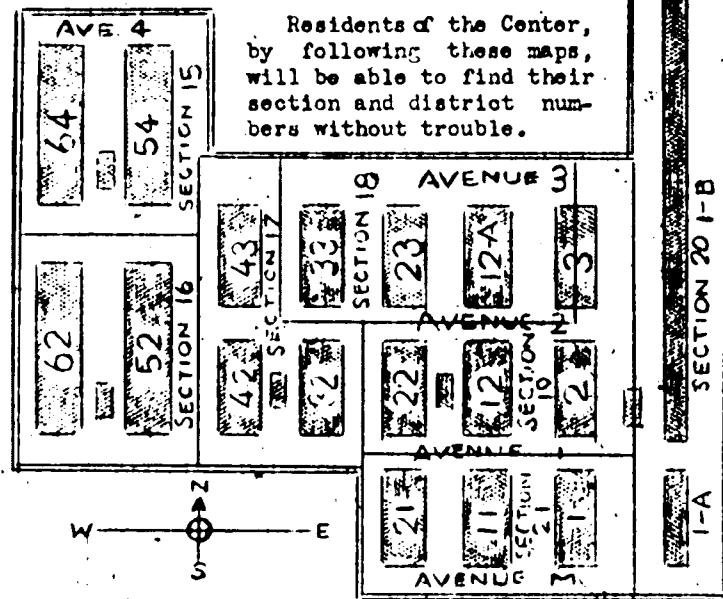 Residents of the Center,
by following these maps,
will be able to find their
section and district num-
bers without trouble.
AVE. 4
64
54
SECTION 15
62
52
SECTION 16
AVENUE 3
43
SECTION 17
33
SECTION 18
23
12-A
3
AVENUE 2
42
32
22
12
SECTION
10
2
AVENUE 1
21
11
SECTION
21
1
AVENUE M
SECTION 20 1-B
1-A
N
W
E
S